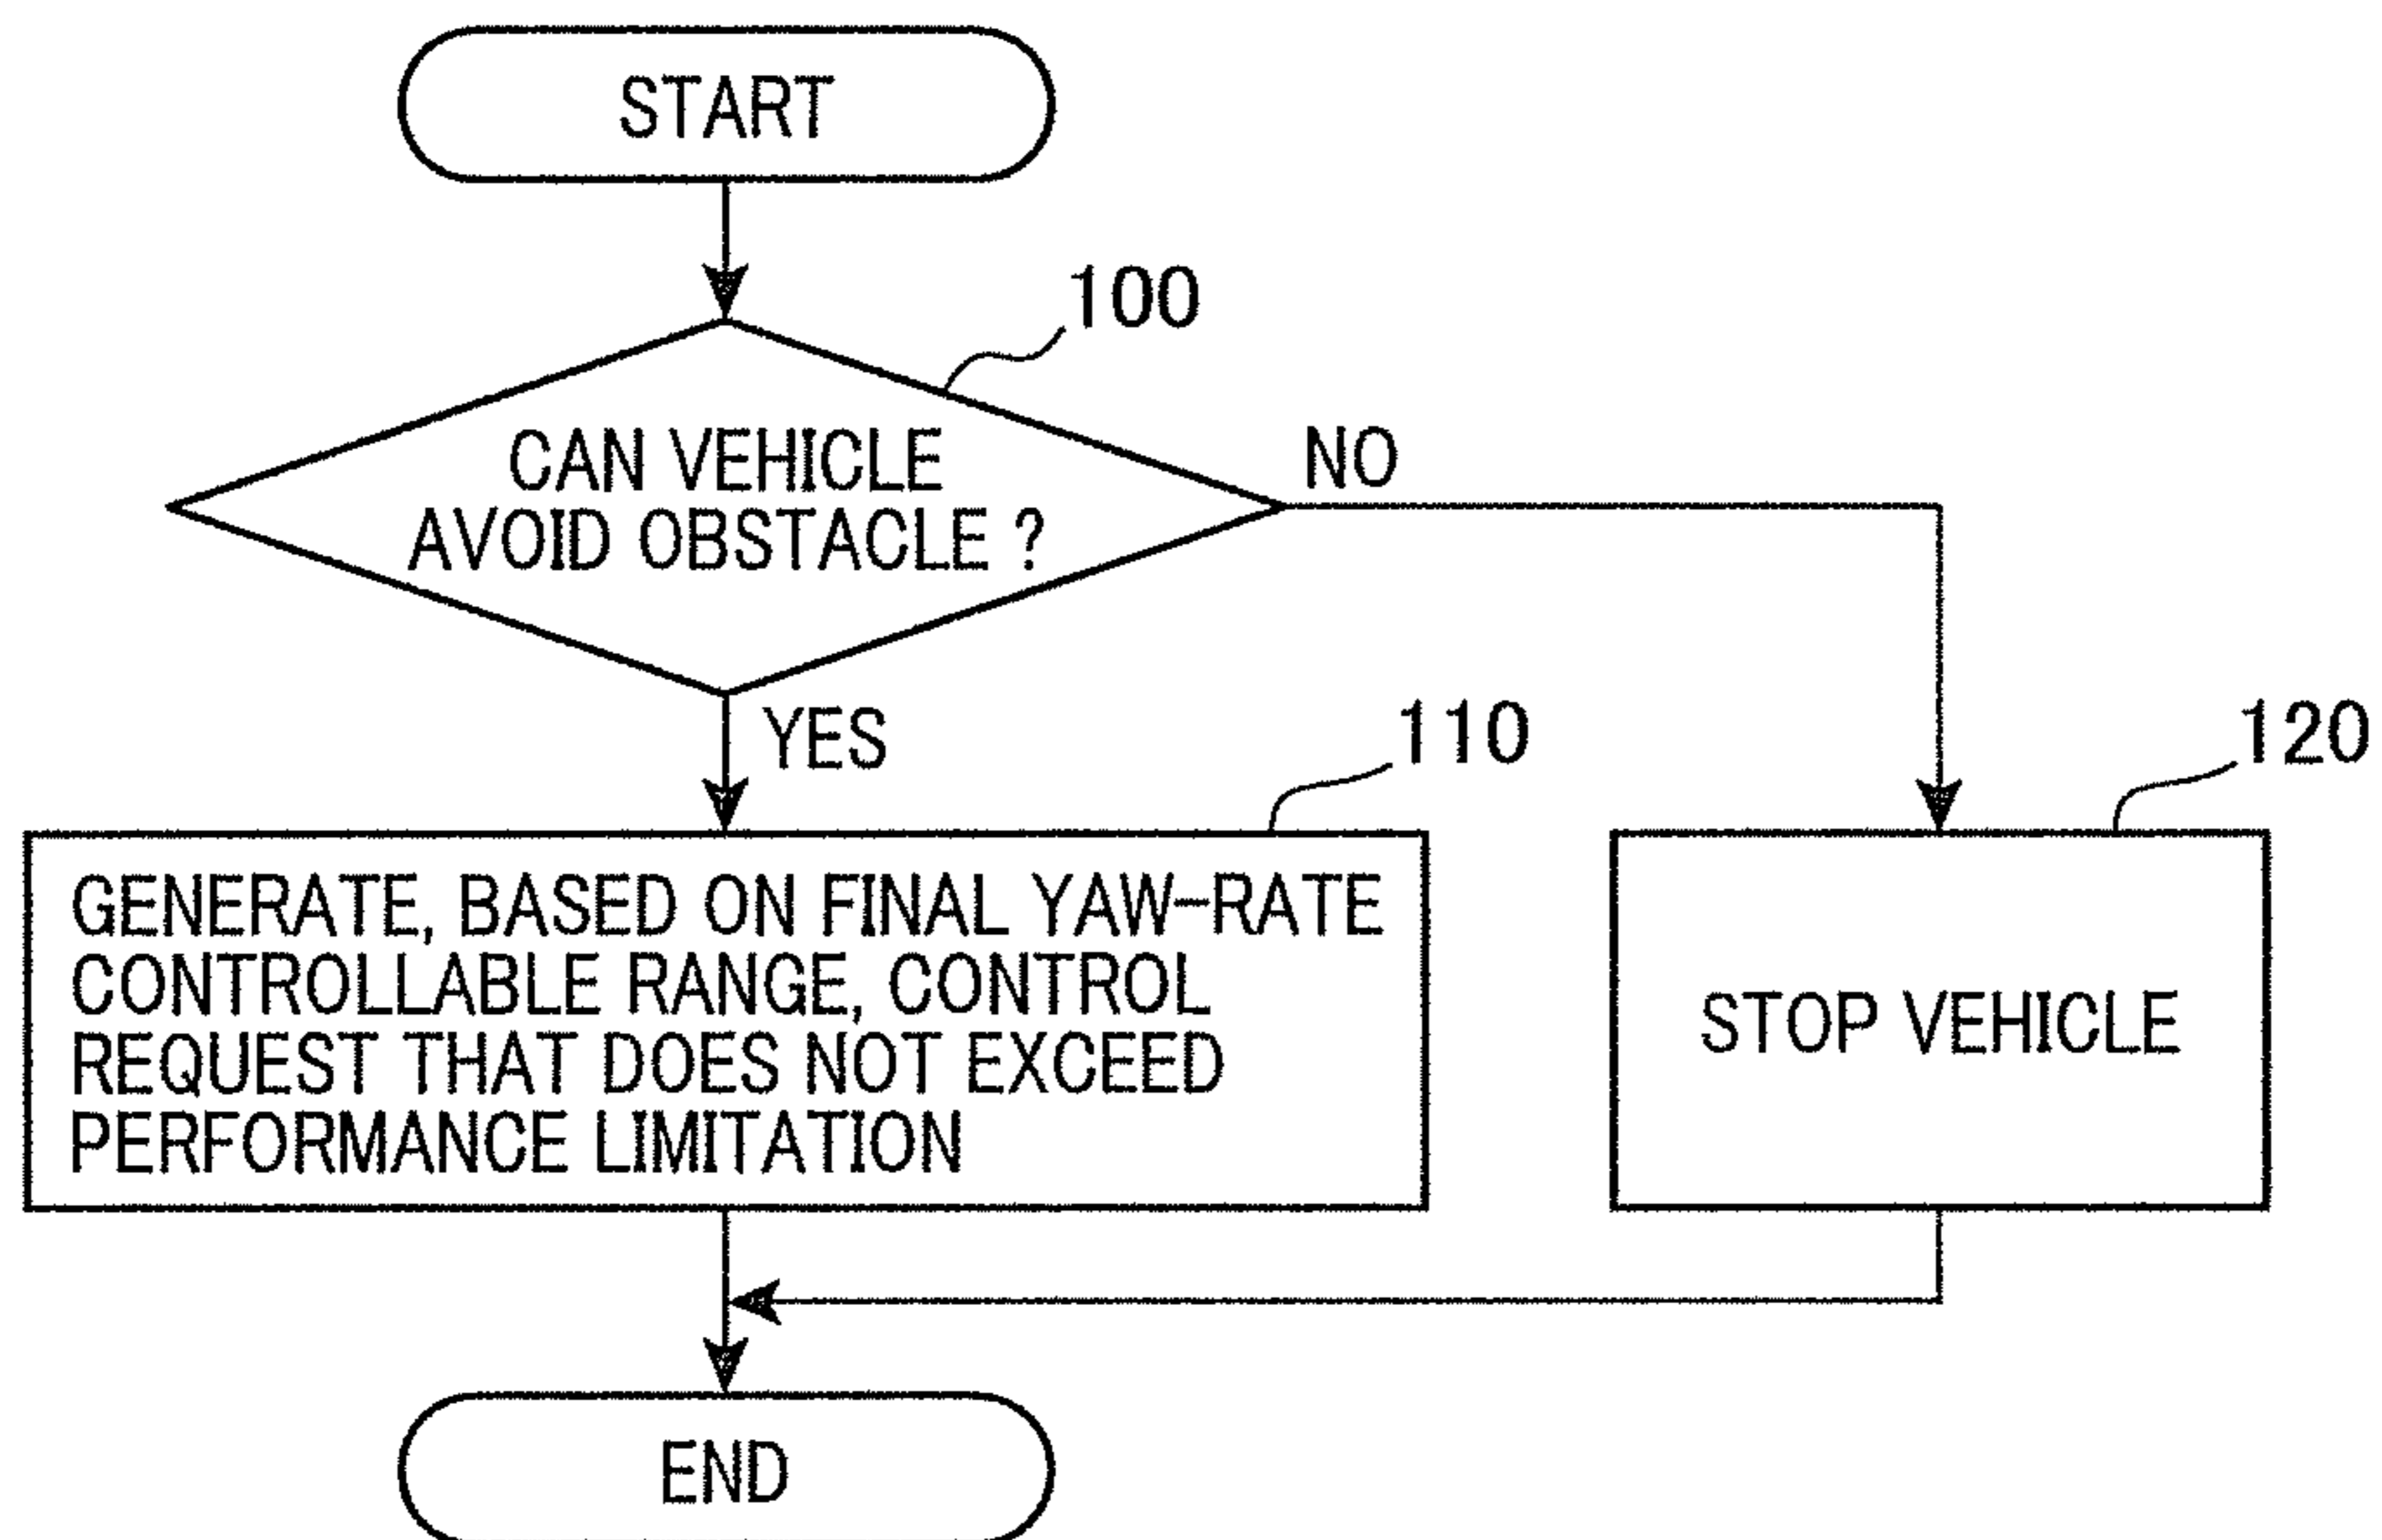 START
100
CAN VEHICLE
AVOID OBSTACLE ?
NO
YES
110
120
GENERATE, BASED ON FINAL YAW-RATE
CONTROLLABLE RANGE, CONTROL
REQUEST THAT DOES NOT EXCEED
PERFORMANCE LIMITATION
STOP VEHICLE
END